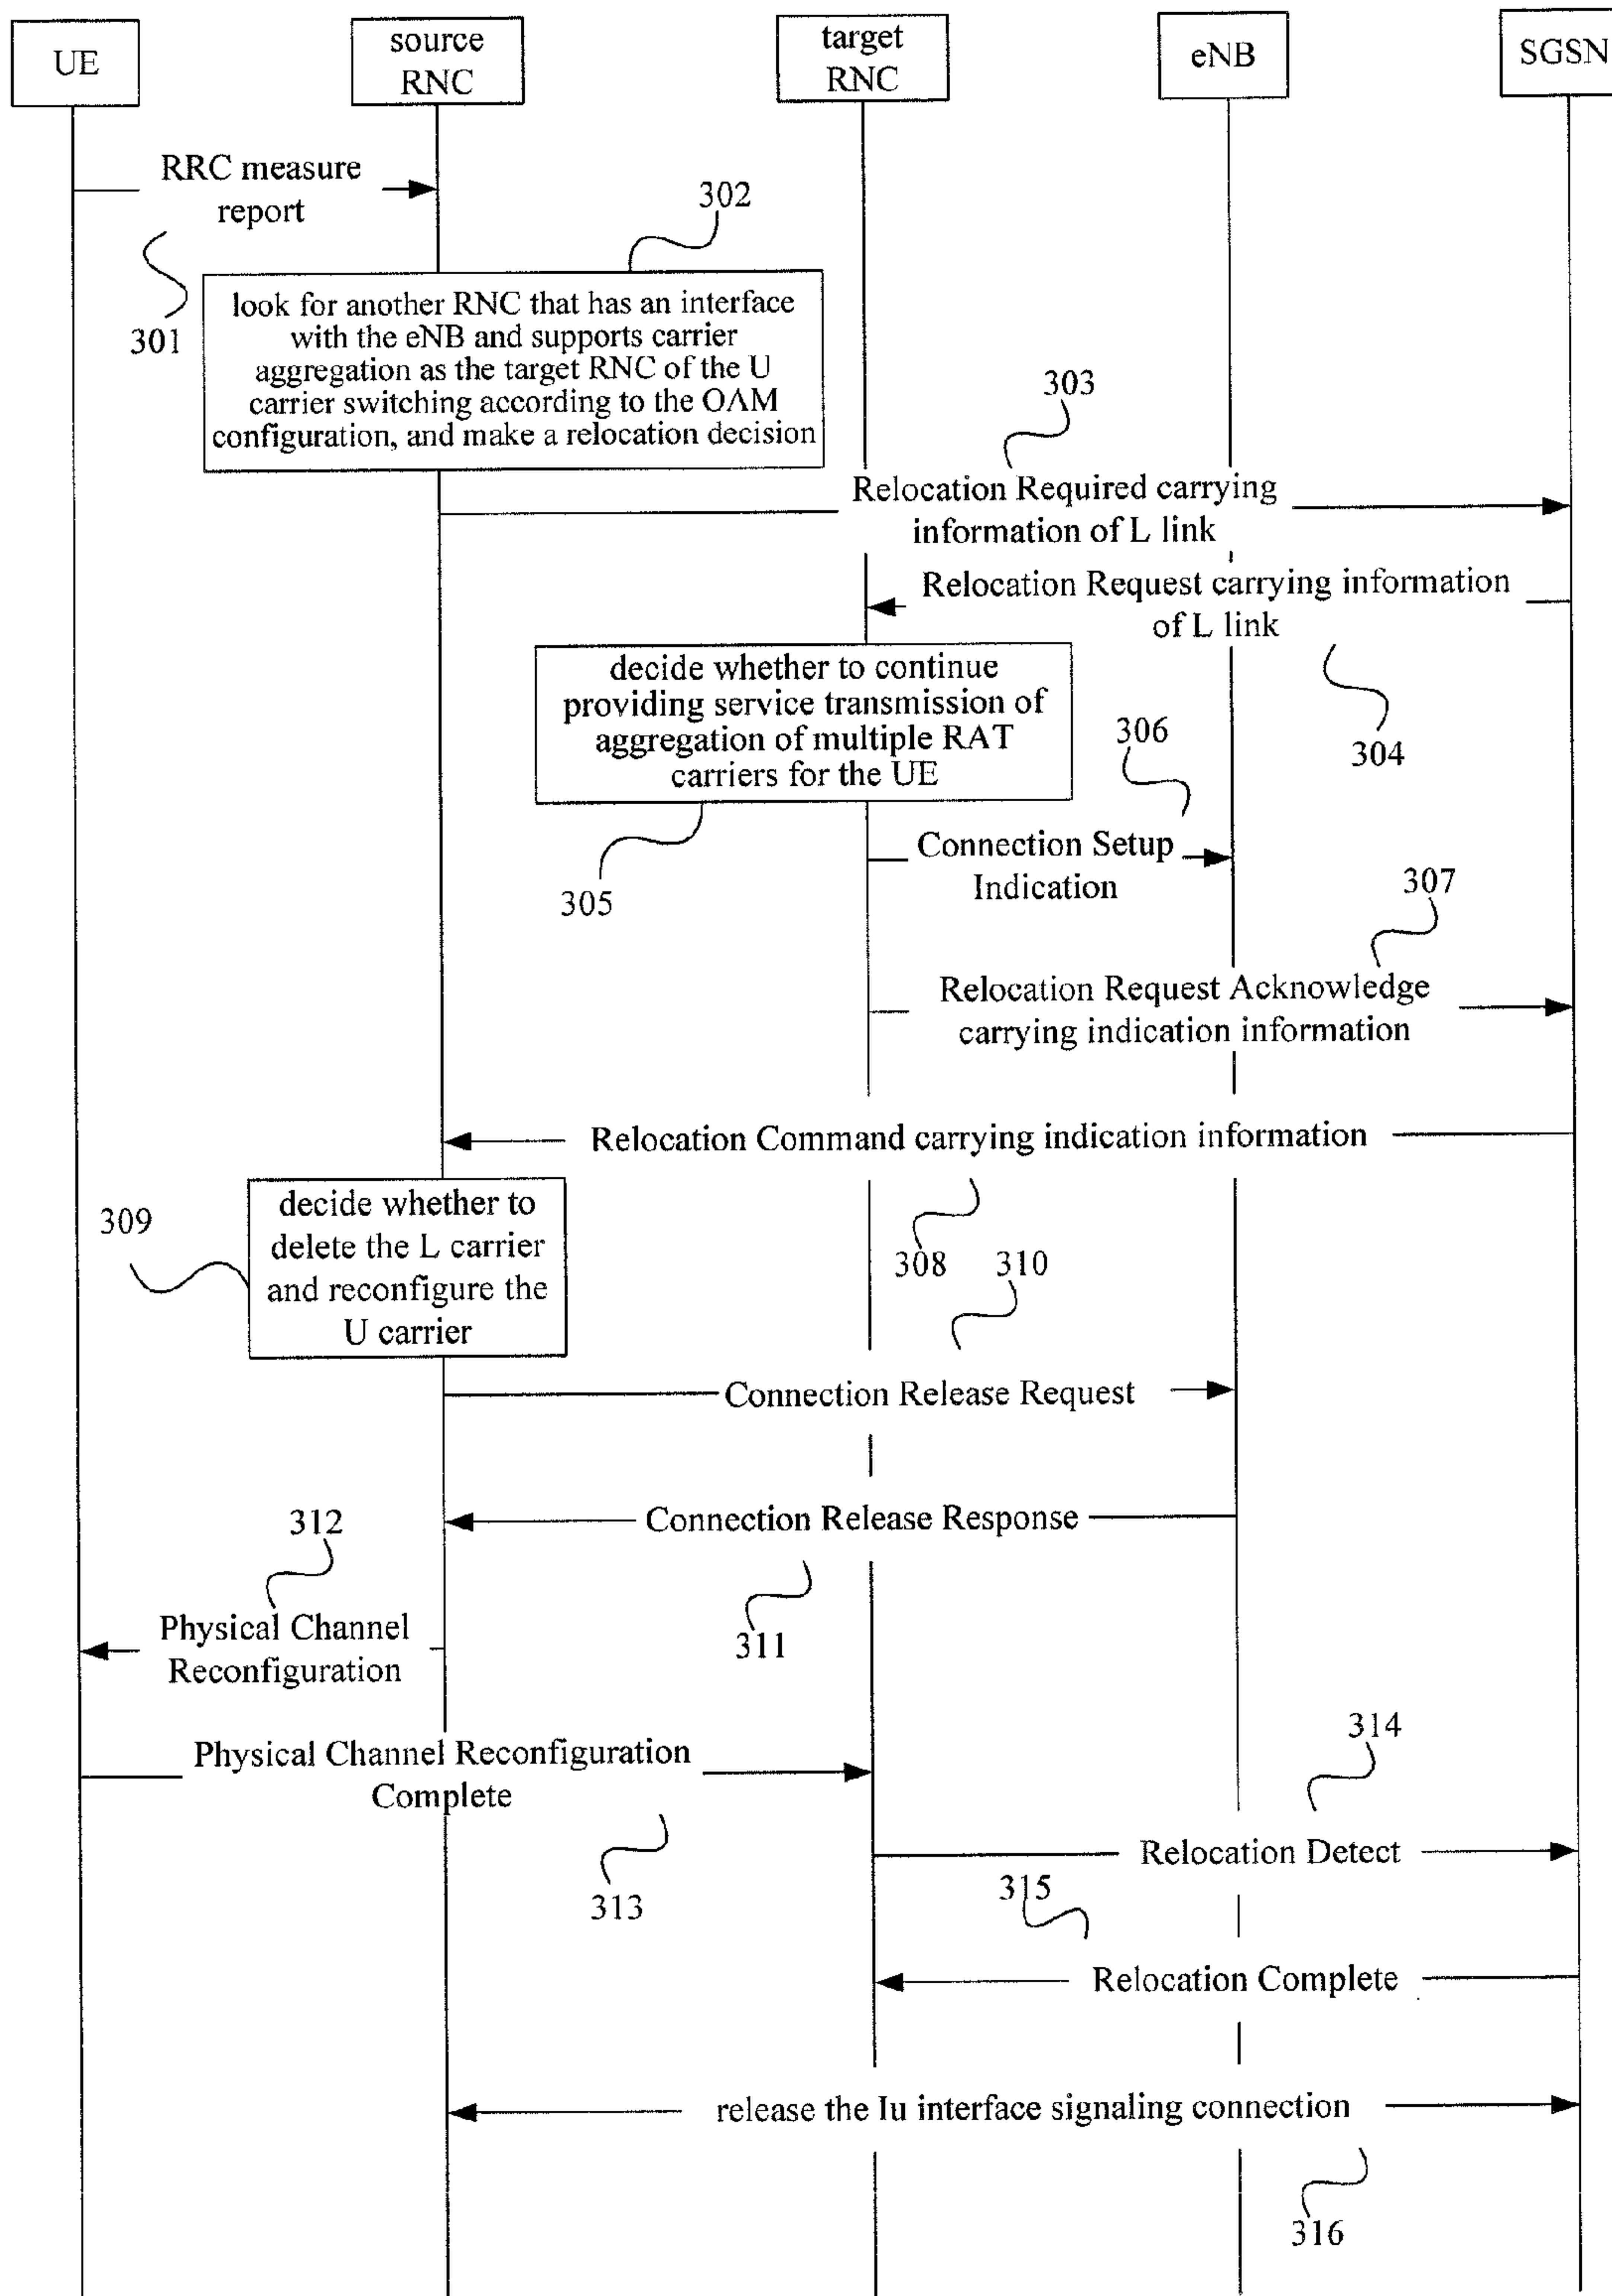 UE
source
RNC
target
RNC
eNB
SGSN
RRC measure
report
301
302
look for another RNC that has an interface
with the eNB and supports carrier
aggregation as the target RNC of the U
carrier switching according to the OAM
configuration, and make a relocation decision
303
Relocation Required carrying
information of L link
Relocation Request carrying information
of L link
304
decide whether to continue
providing service transmission of
aggregation of multiple RAT
carriers for the UE
305
306
Connection Setup
Indication
307
Relocation Request Acknowledge
carrying indication information
Relocation Command carrying indication information
308
309
decide whether to
delete the L carrier
and reconfigure the
U carrier
310
Connection Release Request
Connection Release Response
311
312
Physical Channel
Reconfiguration
Physical Channel Reconfiguration
Complete
313
314
Relocation Detect
315
Relocation Complete
release the Iu interface signaling connection
316